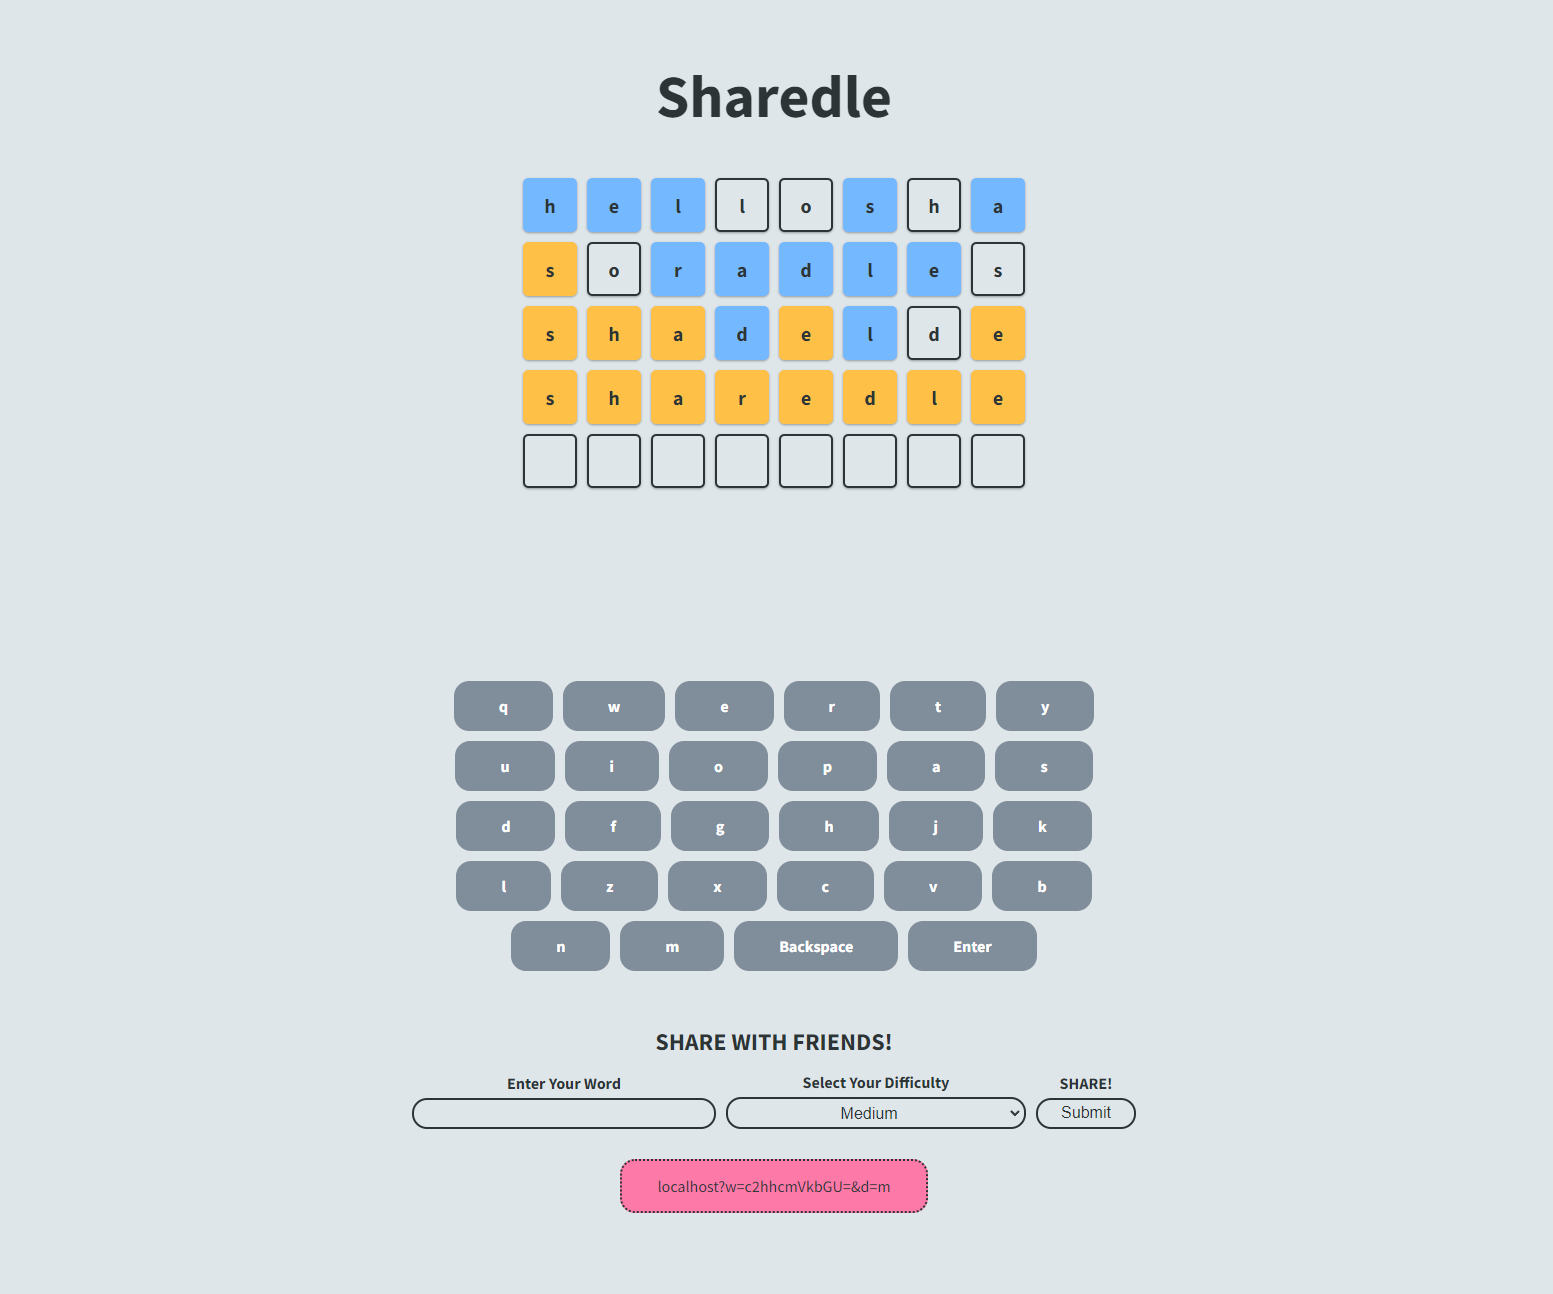 Sharedle
h e l l o s h a
s o r a d l e s
s h a d e l d e
s h a r e d l e
q w e r t y
u i o p a s
d f g h j k
l z x c v b
n m Backspace Enter
SHARE WITH FRIENDS!
Enter Your Word Select Your Difficulty SHARE!
Medium Submit
localhost?w=c2hhcmVkbGU=&d=m